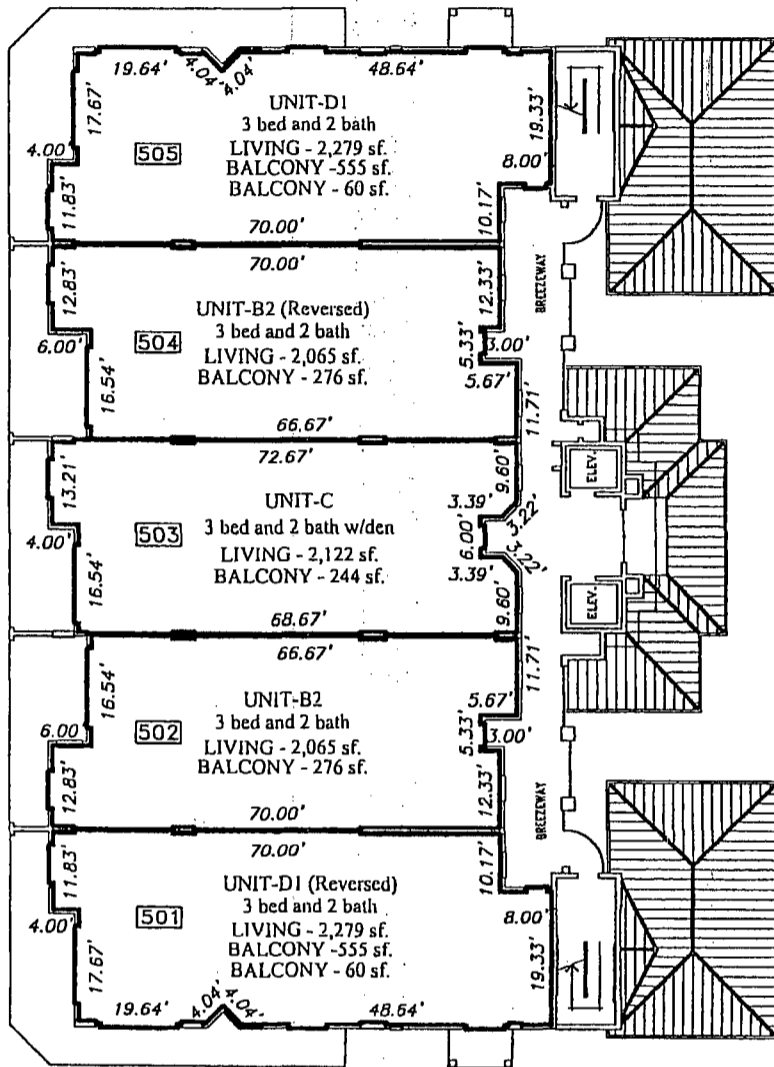 19.64'
4.04'
4.04'
48.64'
17.67'
UNIT-D1
3 bed and 2 bath
LIVING - 2,279 sf.
BALCONY -555 sf.
BALCONY - 60 sf.
505
19.33'
4.00'
8.00'
11.83'
10.17'
70.00'
70.00'
12.83'
UNIT-B2 (Reversed)
3 bed and 2 bath
LIVING - 2,065 sf.
BALCONY - 276 sf.
504
12.33'
BREEZEWAY
6.00'
5.33'
3.00'
5.67'
16.54'
11.71'
66.67'
72.67'
13.21'
UNIT-C
3 bed and 2 bath w/den
LIVING - 2,122 sf.
BALCONY - 244 sf.
503
9.60'
ELEV.
3.39'
3.22'
4.00'
6.00'
3.22'
3.39'
16.54'
9.60'
ELEV.
68.67'
66.67'
16.54'
11.71'
UNIT-B2
3 bed and 2 bath
LIVING - 2,065 sf.
BALCONY - 276 sf.
502
5.67'
6.00'
5.33'
3.00'
12.83'
12.33'
BREEZEWAY
70.00'
70.00'
11.83'
10.17'
UNIT-D1 (Reversed)
3 bed and 2 bath
LIVING - 2,279 sf.
BALCONY -555 sf.
BALCONY - 60 sf.
501
4.00'
8.00'
17.67'
19.33'
19.64'
4.04'
4.04'
48.64'